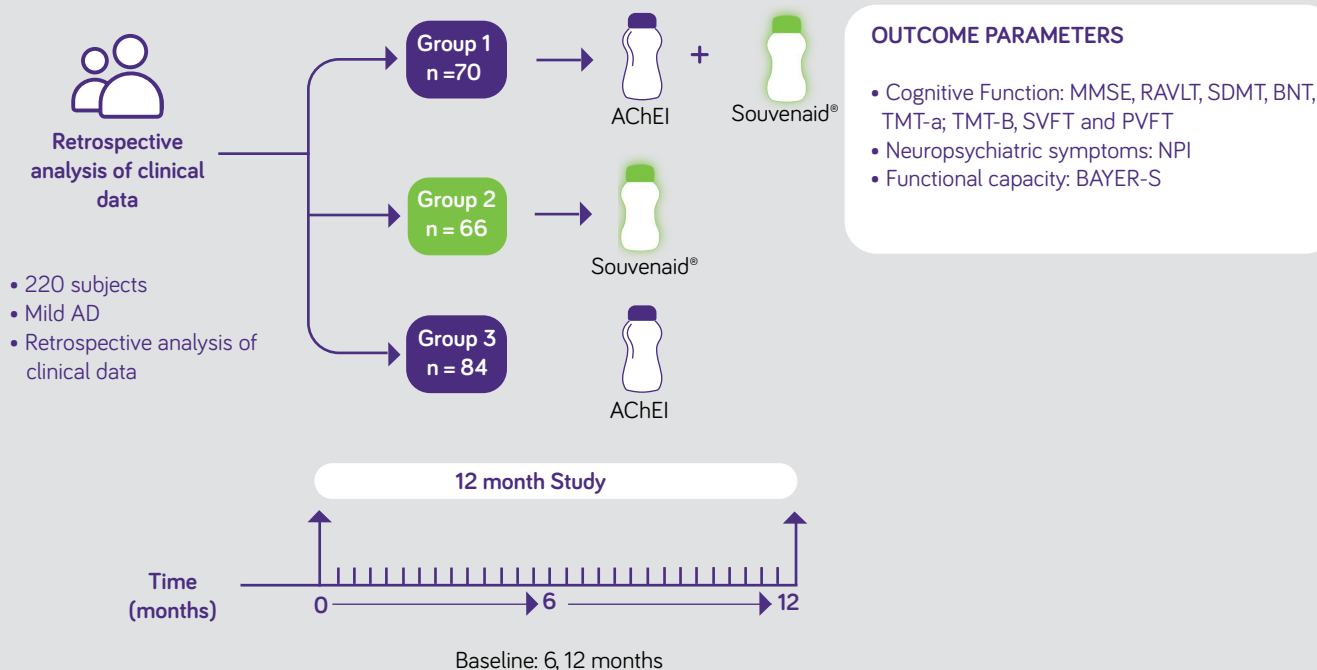 Retrospective
analysis of clinical
data
• 220 subjects
• Mild AD
• Retrospective analysis of
clinical data
Group 1
n =70
AChEI
+
Souvenaid®
Group 2
n = 66
Souvenaid®
Group 3
n = 84
AChEI
OUTCOME PARAMETERS
• Cognitive Function: MMSE, RAVLT, SDMT, BNT,
TMT-a; TMT-B, SVFT and PVFT
• Neuropsychiatric symptoms: NPI
• Functional capacity: BAYER-S
12 month Study
Time
(months)
0 6 12
Baseline: 6, 12 months